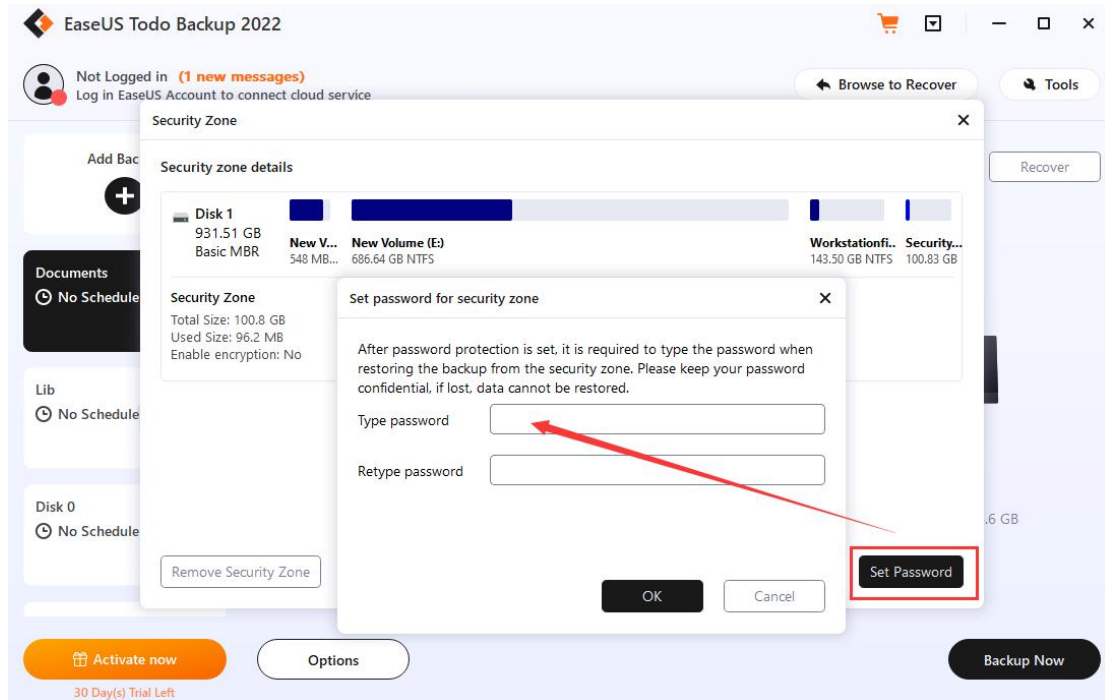 EaseUS Todo Backup 2022
Not Logged in (1 new messages)
Log in EaseUS Account to connect cloud service
Browse to Recover
Tools
Security Zone
Add Bac
Security zone details
Recover
Disk 1
931.51 GB
Basic MBR
New V...
548 MB...
New Volume (E:)
686.64 GB NTFS
Workstationfi..
143.50 GB NTFS
Security...
100.83 GB
Documents
No Schedule
Security Zone
Total Size: 100.8 GB
Used Size: 96.2 MB
Enable encryption: No
Set password for security zone
After password protection is set, it is required to type the password when
restoring the backup from the security zone. Please keep your password
confidential, if lost, data cannot be restored.
Type password
Retype password
Lib
No Schedule
Disk 0
No Schedule
.6 GB
Remove Security Zone
Set Password
OK
Cancel
Activate now
Options
Backup Now
30 Day(s) Trial Left